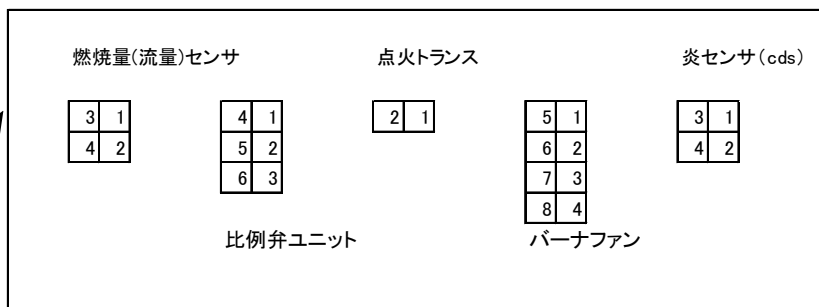 燃焼量(流量)センサ 点火トランス 炎センサ(cds)
3 1 4 1 2 1 5 1 3 1
4 2 5 2 6 2 4 2
6 3 7 3
8 4
比例弁ユニット バーナファン